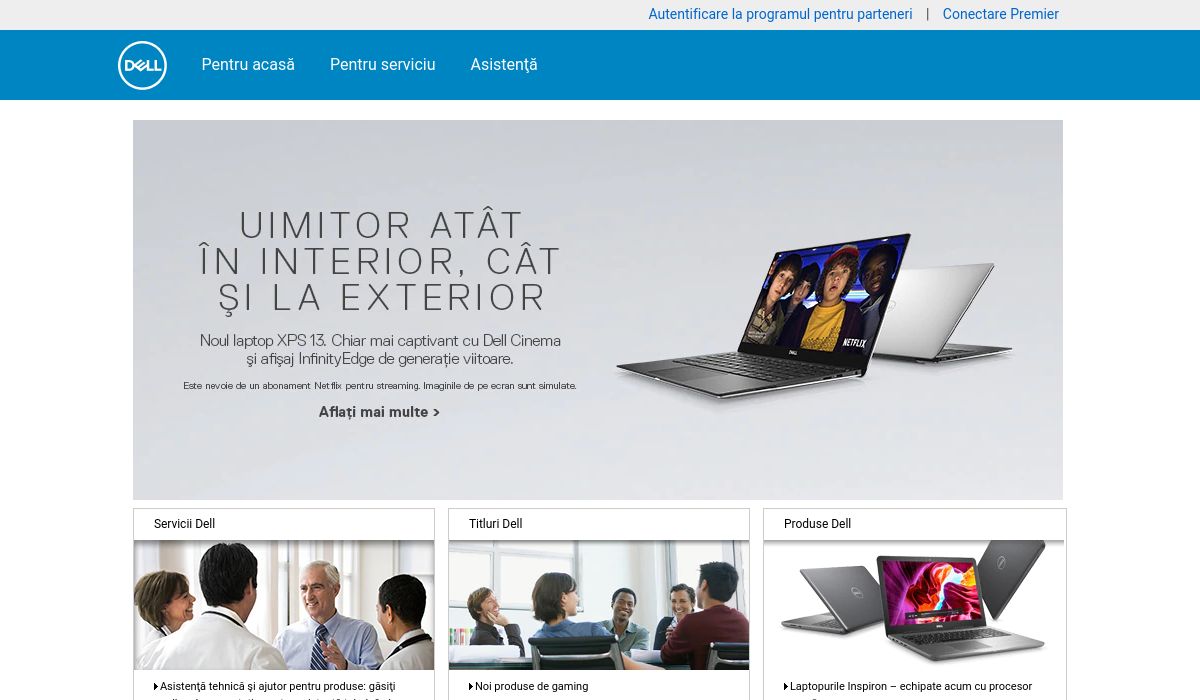 Autentificare la programul pentru parteneri | Conectare Premier
DELL
Pentru acasă
Pentru serviciu
Asistenţă
UIMITOR ATÂT
ÎN INTERIOR, CÂT
ŞI LA EXTERIOR
Noul laptop XPS 13. Chiar mai captivant cu Dell Cinema
şi afişaj InfinityEdge de generaţie viitoare.
Este nevoie de un abonament Netflix pentru streaming. Imaginile de pe ecran sunt simulate.
Aflaţi mai multe >
NETFLIX
DELL
Servicii Dell
Titluri Dell
Produse Dell
Asistenţă tehnică şi ajutor pentru produse: găsiţi
Noi produse de gaming
Laptopurile Inspiron – echipate acum cu procesor